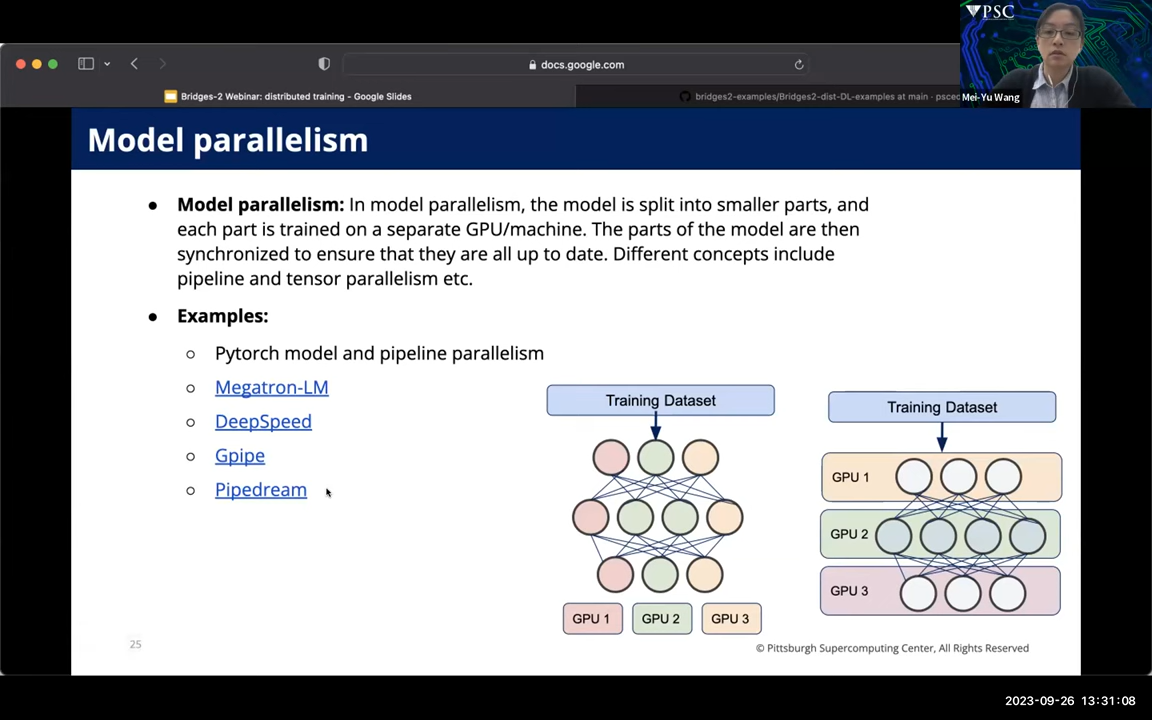 PSC
docs.google.com
Bridges-2 Webinar: distributed training - Google Slides
bridges2-examples/Bridges2-dist-DL-examples at main · psced
Mei-Yu Wang
Model parallelism
● Model parallelism: In model parallelism, the model is split into smaller parts, and
each part is trained on a separate GPU/machine. The parts of the model are then
synchronized to ensure that they are all up to date. Different concepts include
pipeline and tensor parallelism etc.
● Examples:
○ Pytorch model and pipeline parallelism
○ Megatron-LM
○ DeepSpeed
○ Gpipe
○ Pipedream
Training Dataset
GPU 1 GPU 2 GPU 3
Training Dataset
GPU 1
GPU 2
GPU 3
25
© Pittsburgh Supercomputing Center, All Rights Reserved
2023-09-26 13:31:08